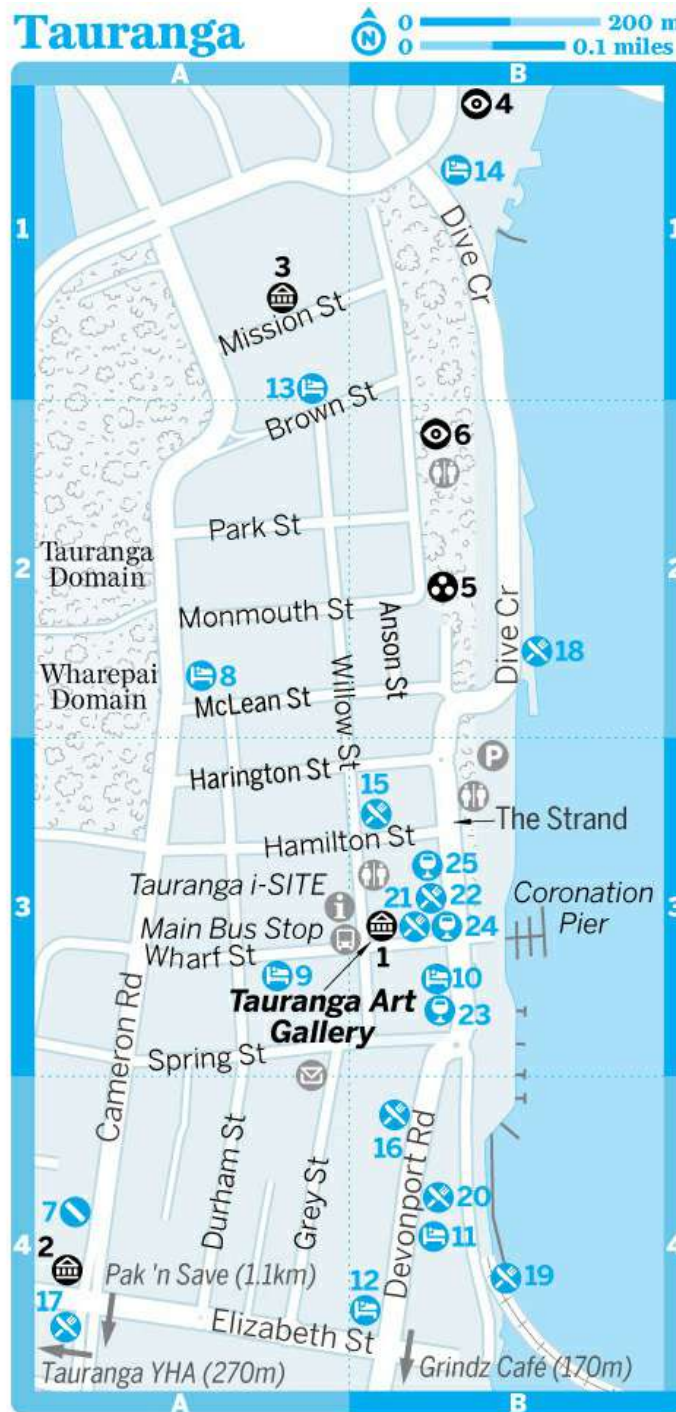 Tauranga
N
0 200 m
0 0.1 miles
A B
4
14
1 1
Dive Cr
3
Mission St
13
Brown St
6
Park St
Tauranga
Domain
2 2
5
Monmouth St
Anson St
Dive Cr
18
Wharepai
Domain
8
Willow St
McLean St
Harington St
P
15
The Strand
Hamilton St
25
Tauranga i-SITE
21 22
3 3
Coronation
Pier
Main Bus Stop
24
Wharf St
1
9
10
Tauranga Art
Gallery
23
Cameron Rd
Spring St
16
Devonport Rd
Durham St
Grey St
7
20
11
4 4
2
Pak 'n Save (1.1km)
12
19
17
Elizabeth St
Tauranga YHA (270m)
Grindz Café (170m)
A B